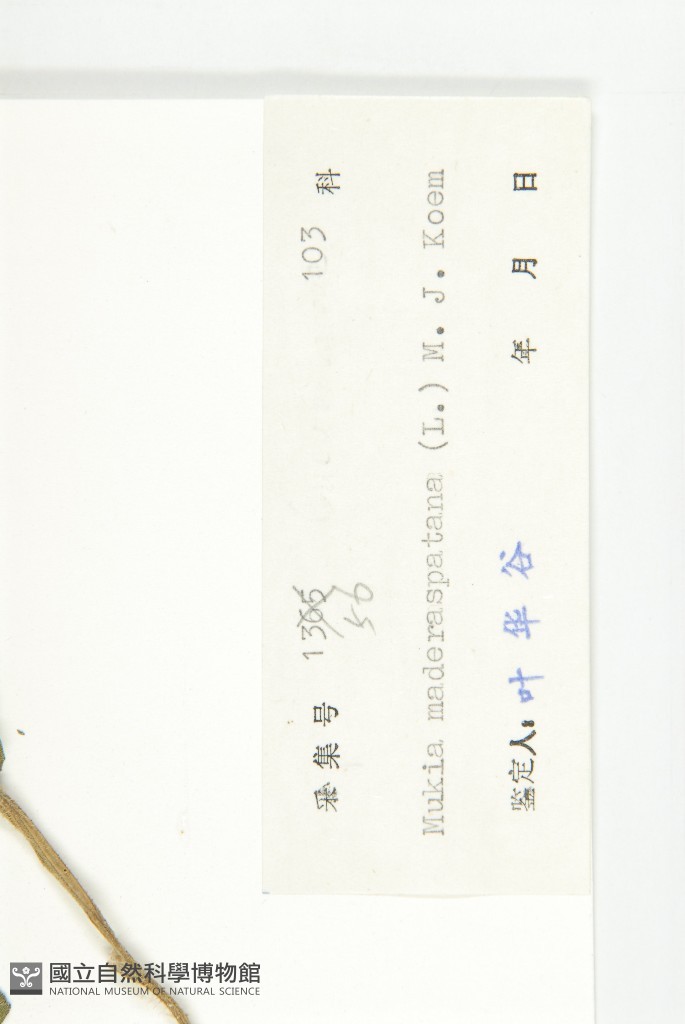 采集号 1365 103 科
56
Mukia maderaspatana (L.) M. J. Koem
鉴定人: 叶华谷 年 月 日
國立自然科學博物館
NATIONAL MUSEUM OF NATURAL SCIENCE